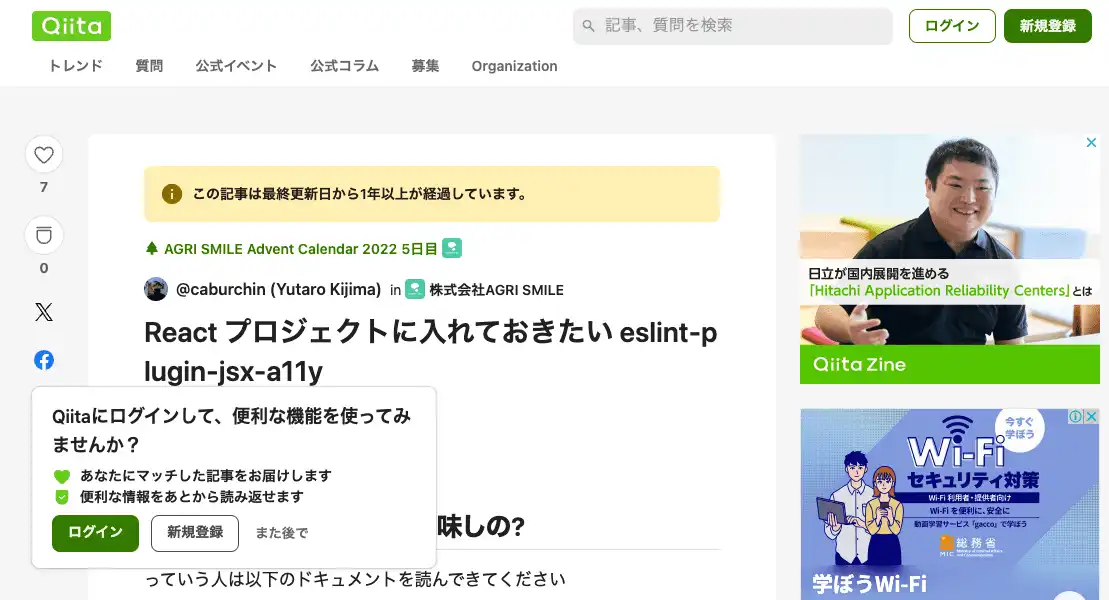 Qiita
記事、質問を検索
ログイン
新規登録
トレンド
質問
公式イベント
公式コラム
募集
Organization
7
0
この記事は最終更新日から1年以上が経過しています。
AGRI SMILE Advent Calendar 2022 5日目
@caburchin (Yutaro Kijima) in 株式会社AGRI SMILE
React プロジェクトに入れておきたい eslint-p
lugin-jsx-a11y
味しの?
っていう人は以下のドキュメントを読んできてください
Qiitaにログインして、便利な機能を使ってみ
ませんか？
あなたにマッチした記事をお届けします
便利な情報をあとから読み返せます
ログイン
新規登録
また後で
日立が国内展開を進める
「Hitachi Application Reliability Centers」とは
Qiita Zine
今すぐ
学ぼう
Wi-Fi
セキュリティ対策
Wi-Fi 利用者・提供者向け
Wi-Fi を便利に、安全に
動画学習サービス「gacco」で学ぼう
総務省
MIC
学ぼうWi-Fi